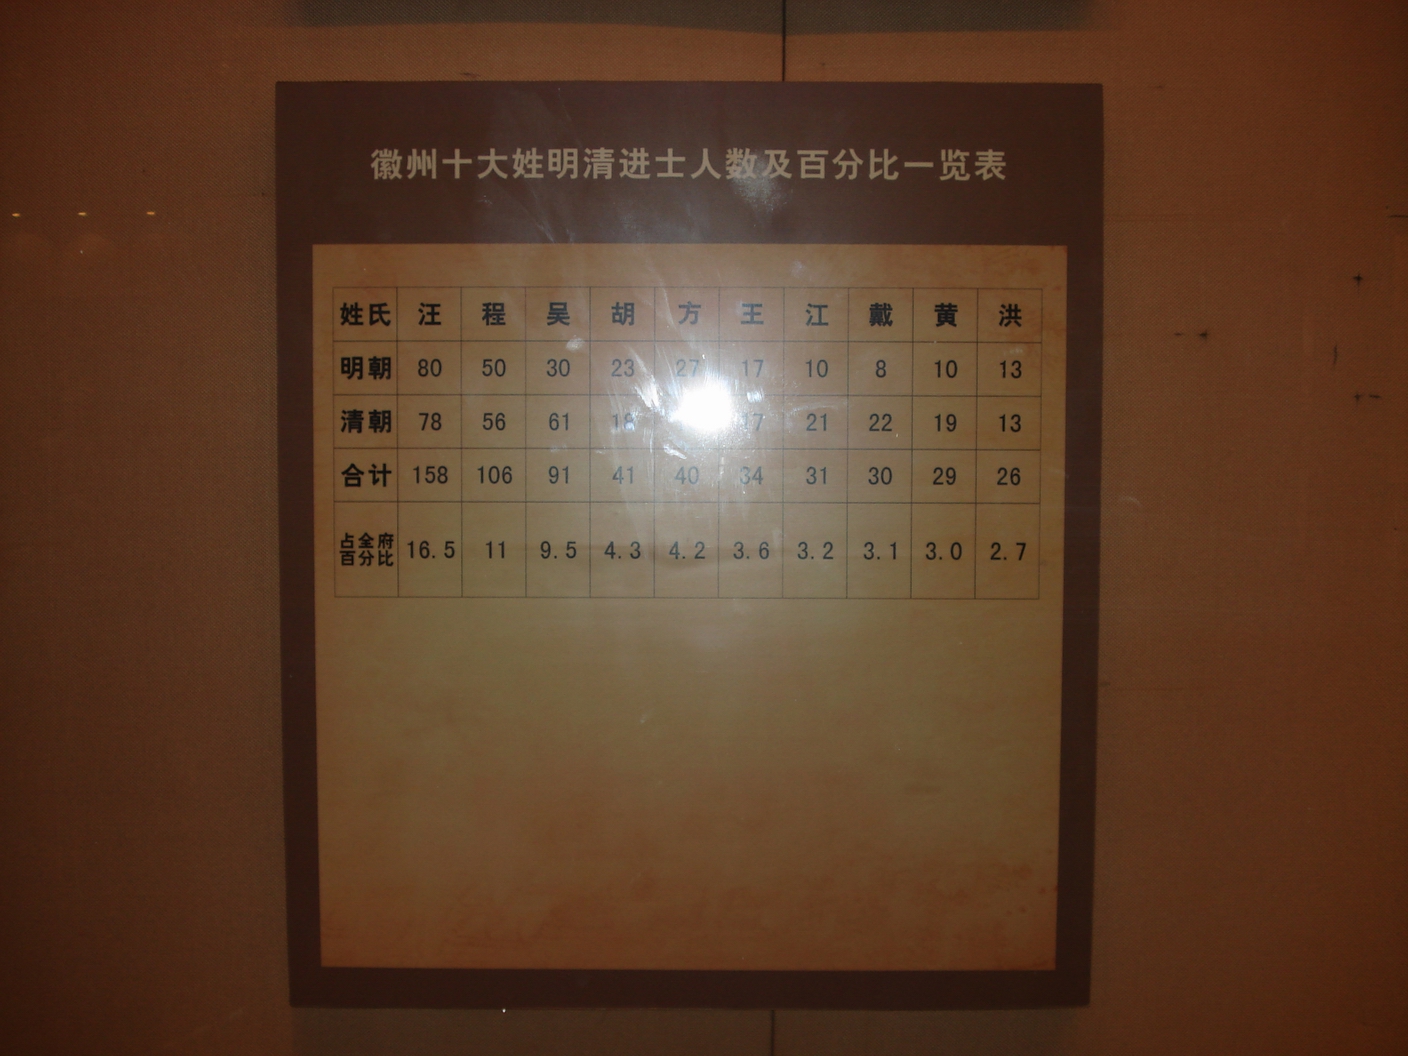 徽州十大姓明清进士人数及百分比一览表
姓氏 汪 程 吴 胡 方 王 江 戴 黄 洪
明朝 80 50 30 23 27 17 10 8 10 13
清朝 78 56 61 18 17 21 22 19 13
合计 158 106 91 41 40 34 31 30 29 26
占全府
百分比 16.5 11 9.5 4.3 4.2 3.6 3.2 3.1 3.0 2.7